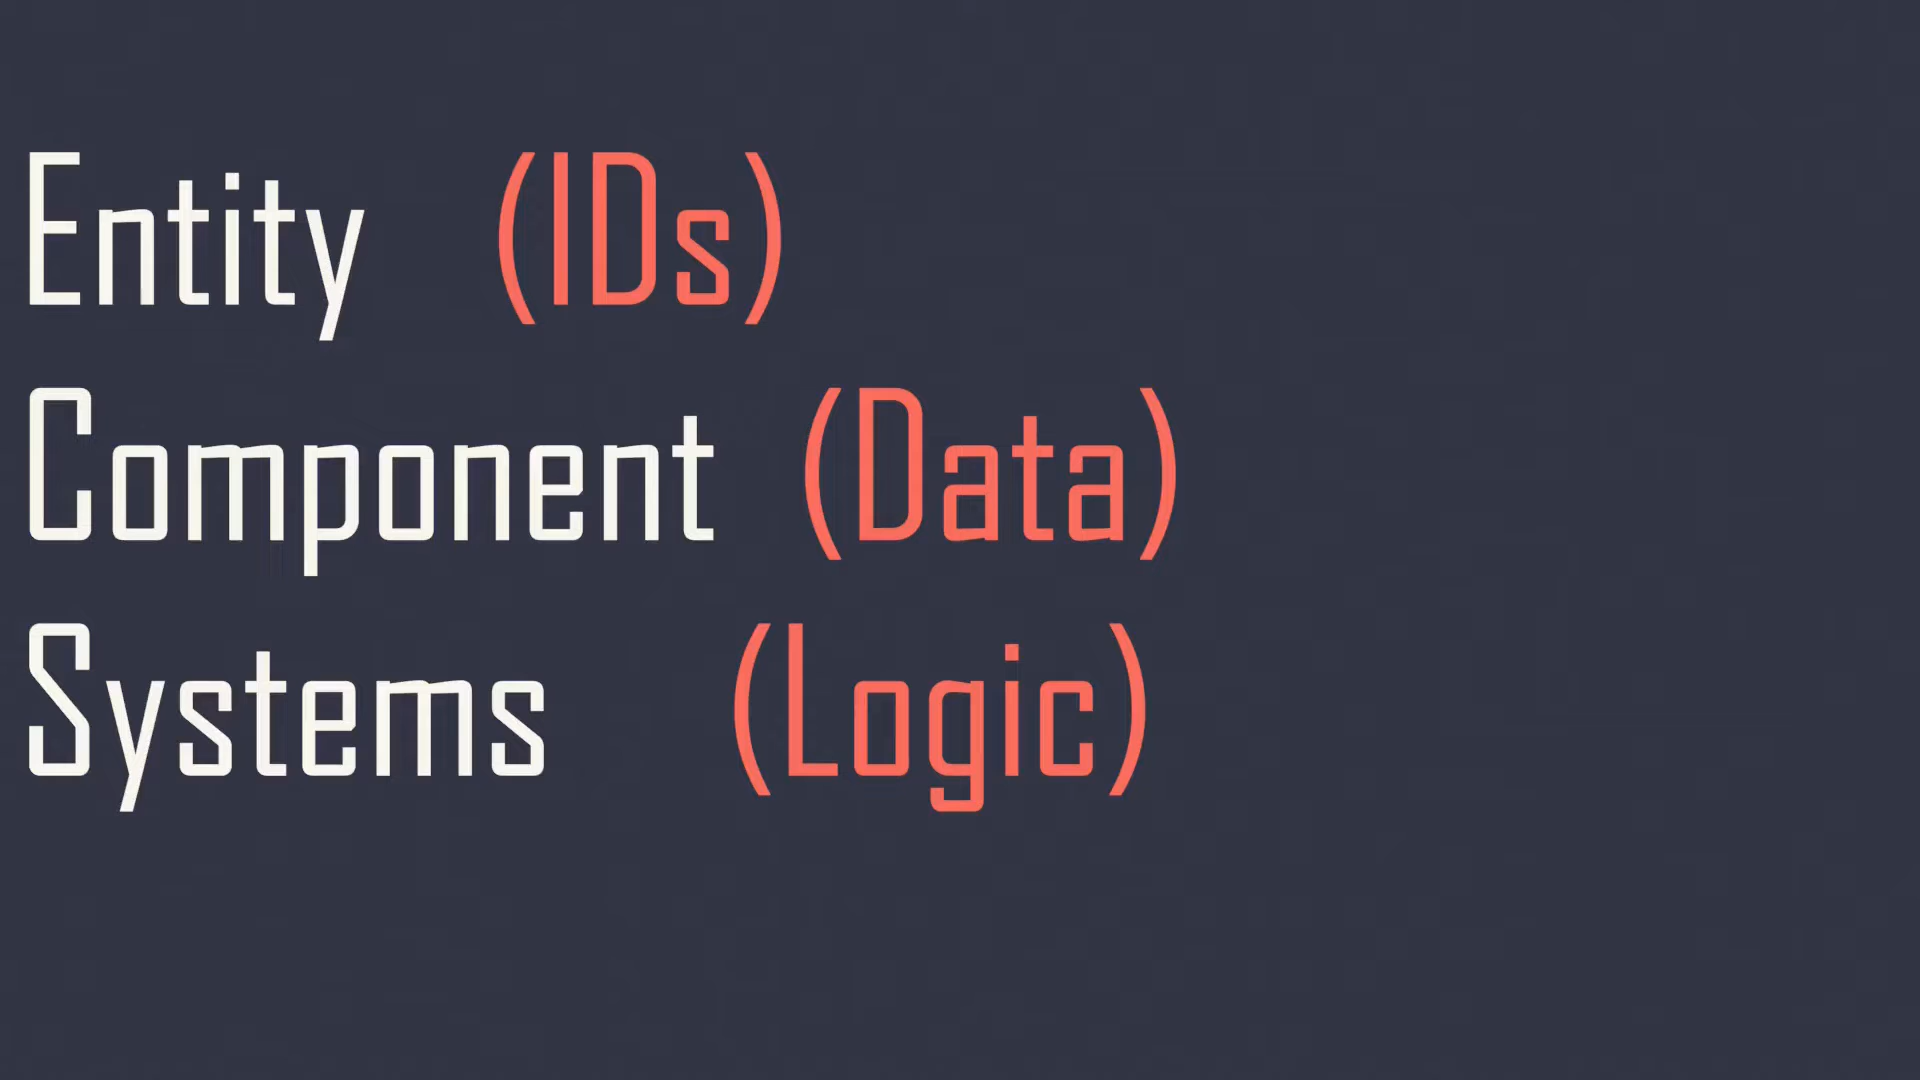 Entity (IDs)
Component (Data)
Systems (Logic)